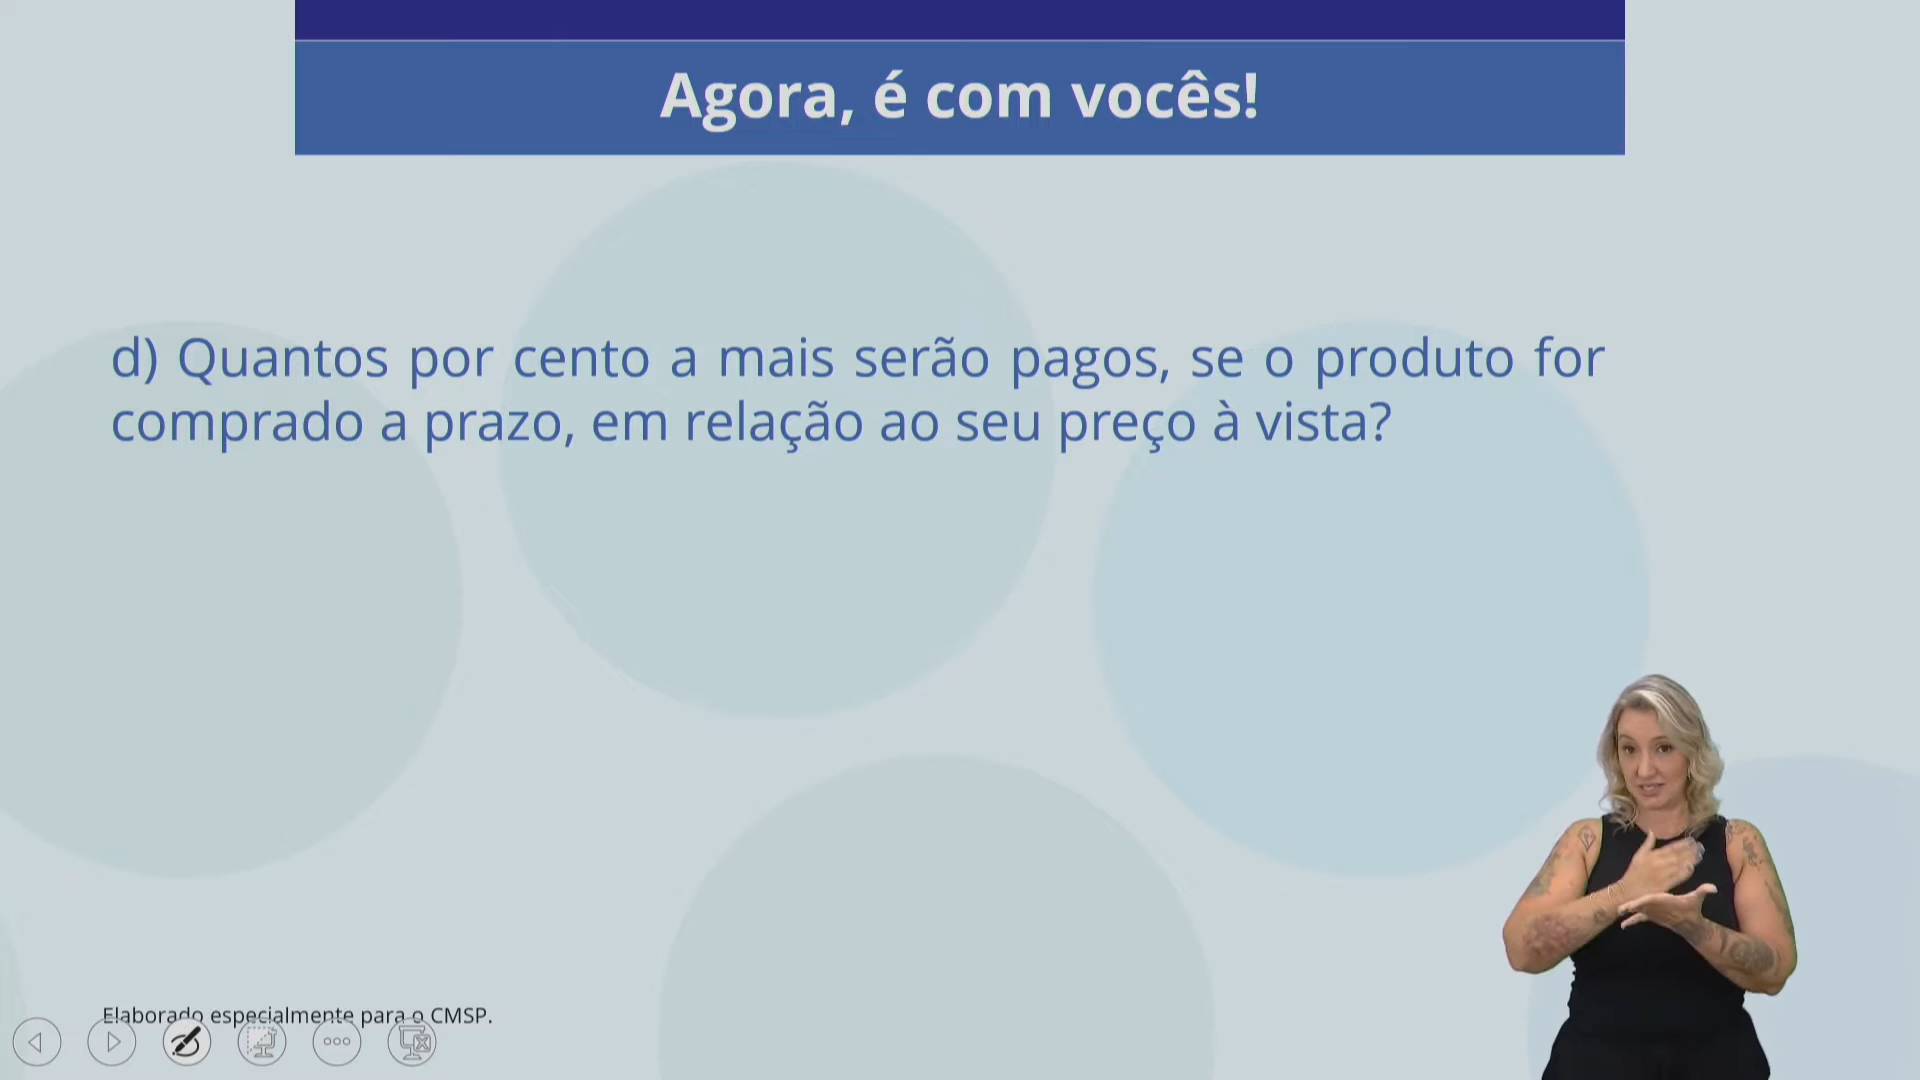 Agora, é com vocês!
d) Quantos por cento a mais serão pagos, se o produto for
comprado a prazo, em relação ao seu preço à vista?
Elaborado especialmente para o CMSP.